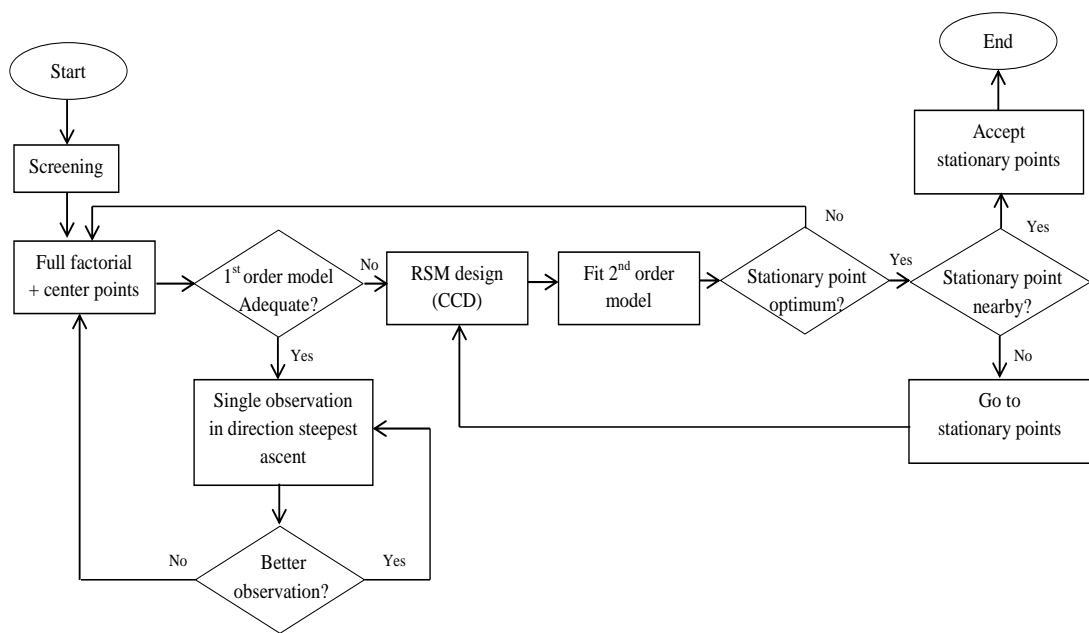 Start
Screening
Full factorial
+ center points
1st order model
Adequate?
No
Yes
Single observation
in direction steepest
ascent
Better
observation?
No
Yes
RSM design
(CCD)
Fit 2nd order
model
Stationary point
optimum?
No
Yes
Stationary point
nearby?
Yes
No
Accept
stationary points
End
Go to
stationary points